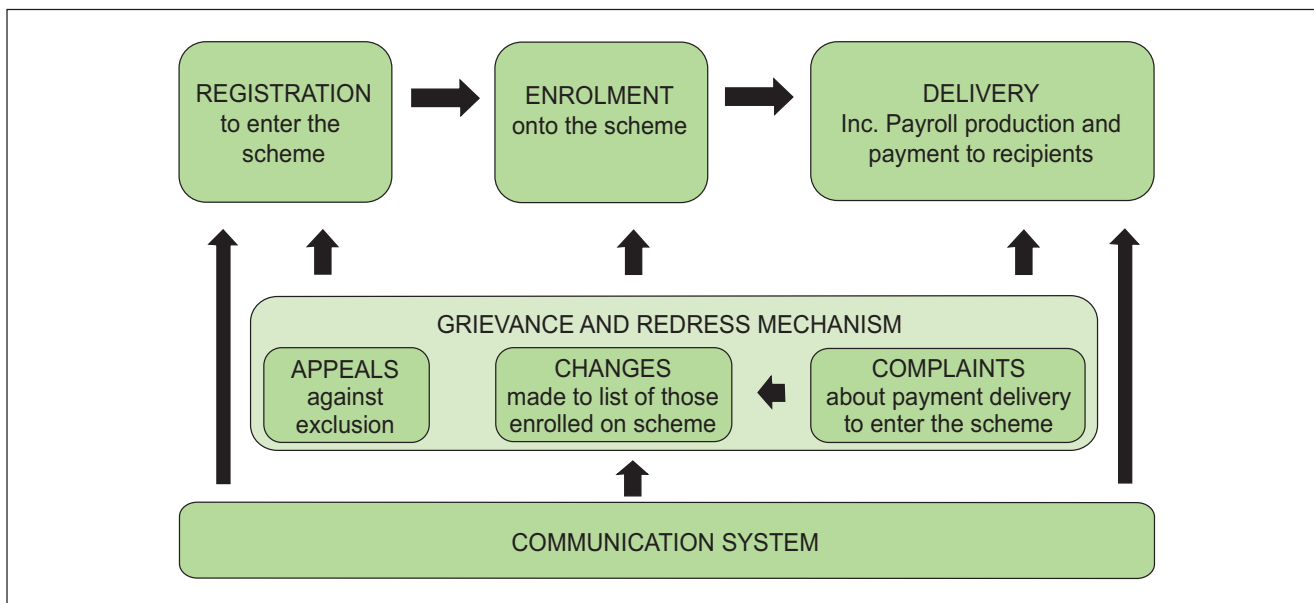 REGISTRATION
to enter the
scheme
ENROLMENT
onto the scheme
DELIVERY
Inc. Payroll production and
payment to recipients
GRIEVANCE AND REDRESS MECHANISM
APPEALS
against
exclusion
CHANGES
made to list of those
enrolled on scheme
COMPLAINTS
about payment delivery
to enter the scheme
COMMUNICATION SYSTEM